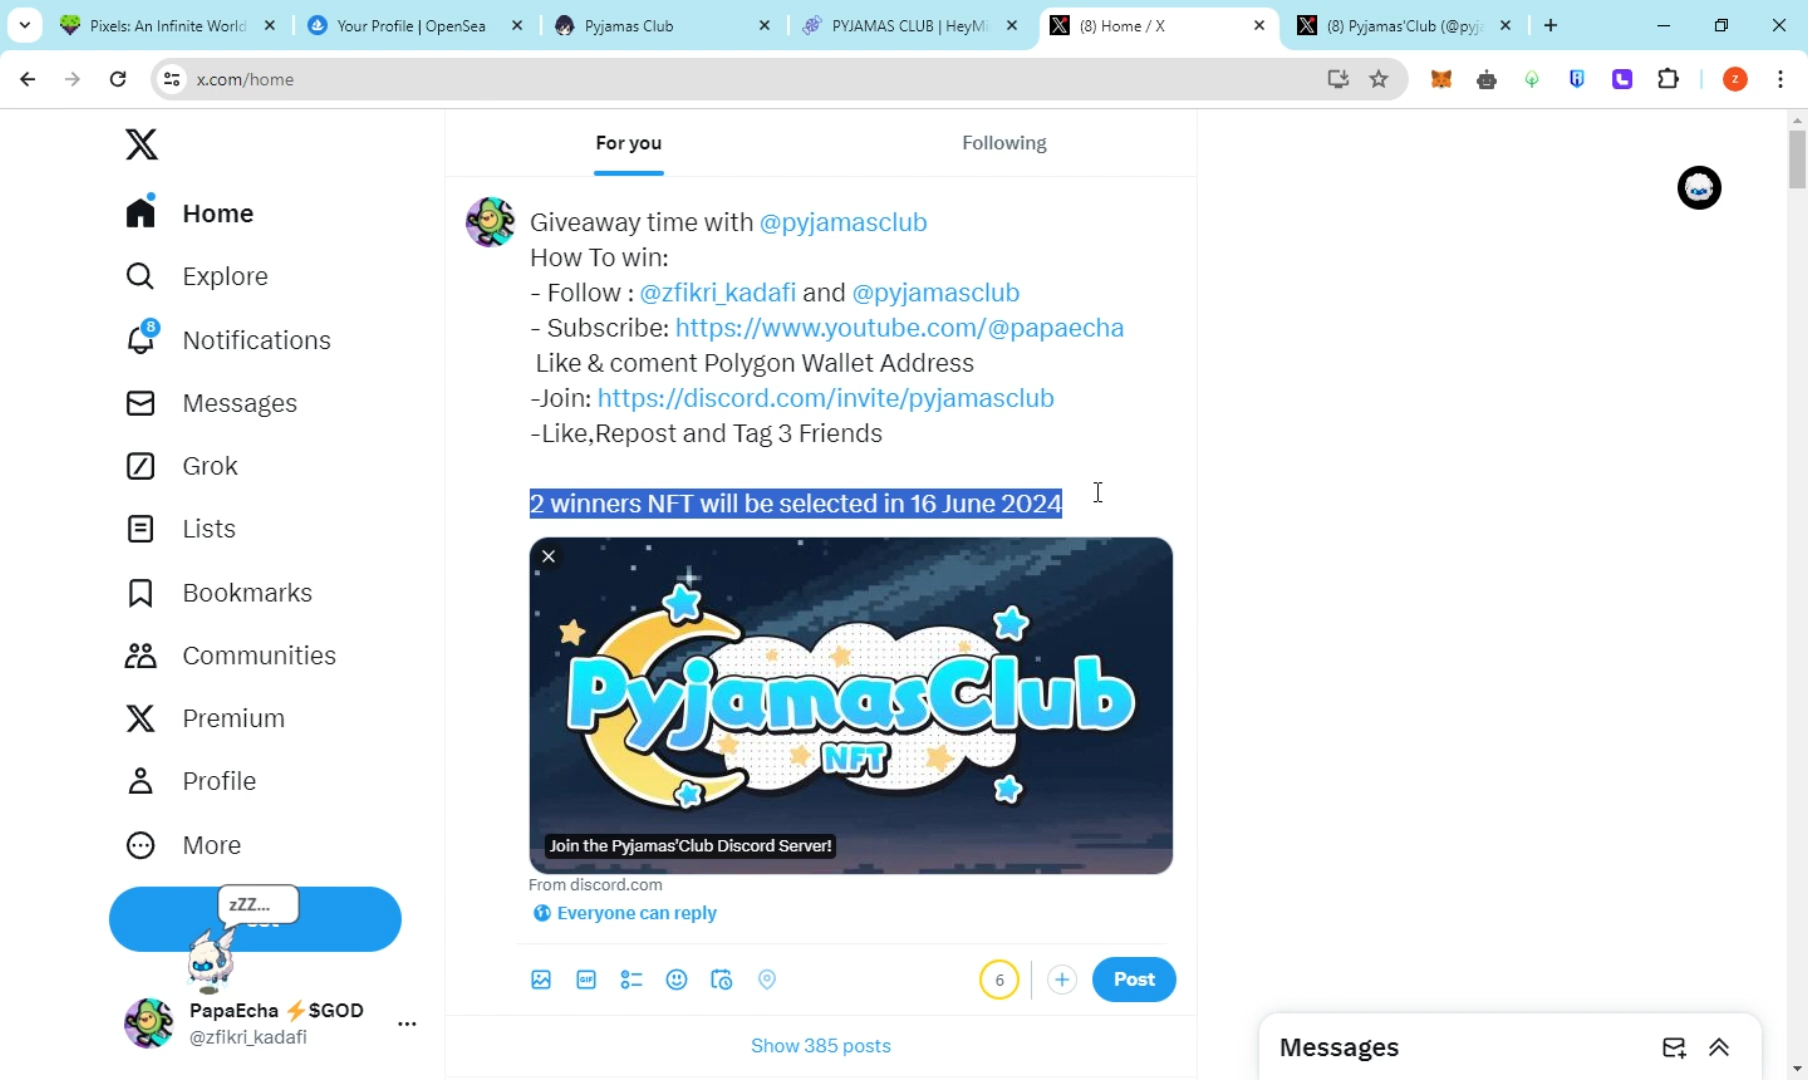 Pixels: An Infinite World
Your Profile | OpenSea
Pyjamas Club
PYJAMAS CLUB | HeyMi
(8) Home / X
(8) Pyjamas'Club (@pyj
x.com/home
z
For you
Following
Home
Explore
8
Notifications
Messages
Grok
Lists
Bookmarks
Communities
Premium
Profile
More
zZZ...
PapaEcha ⚡$GOD
@zfikri_kadafi
Giveaway time with @pyjamasclub
How To win:
- Follow : @zfikri_kadafi and @pyjamasclub
- Subscribe: https://www.youtube.com/@papaecha
Like & coment Polygon Wallet Address
-Join: https://discord.com/invite/pyjamasclub
-Like,Repost and Tag 3 Friends
2 winners NFT will be selected in 16 June 2024
PyjamasClub
NFT
Join the Pyjamas'Club Discord Server!
From discord.com
Everyone can reply
GIF
6
Post
Show 385 posts
Messages